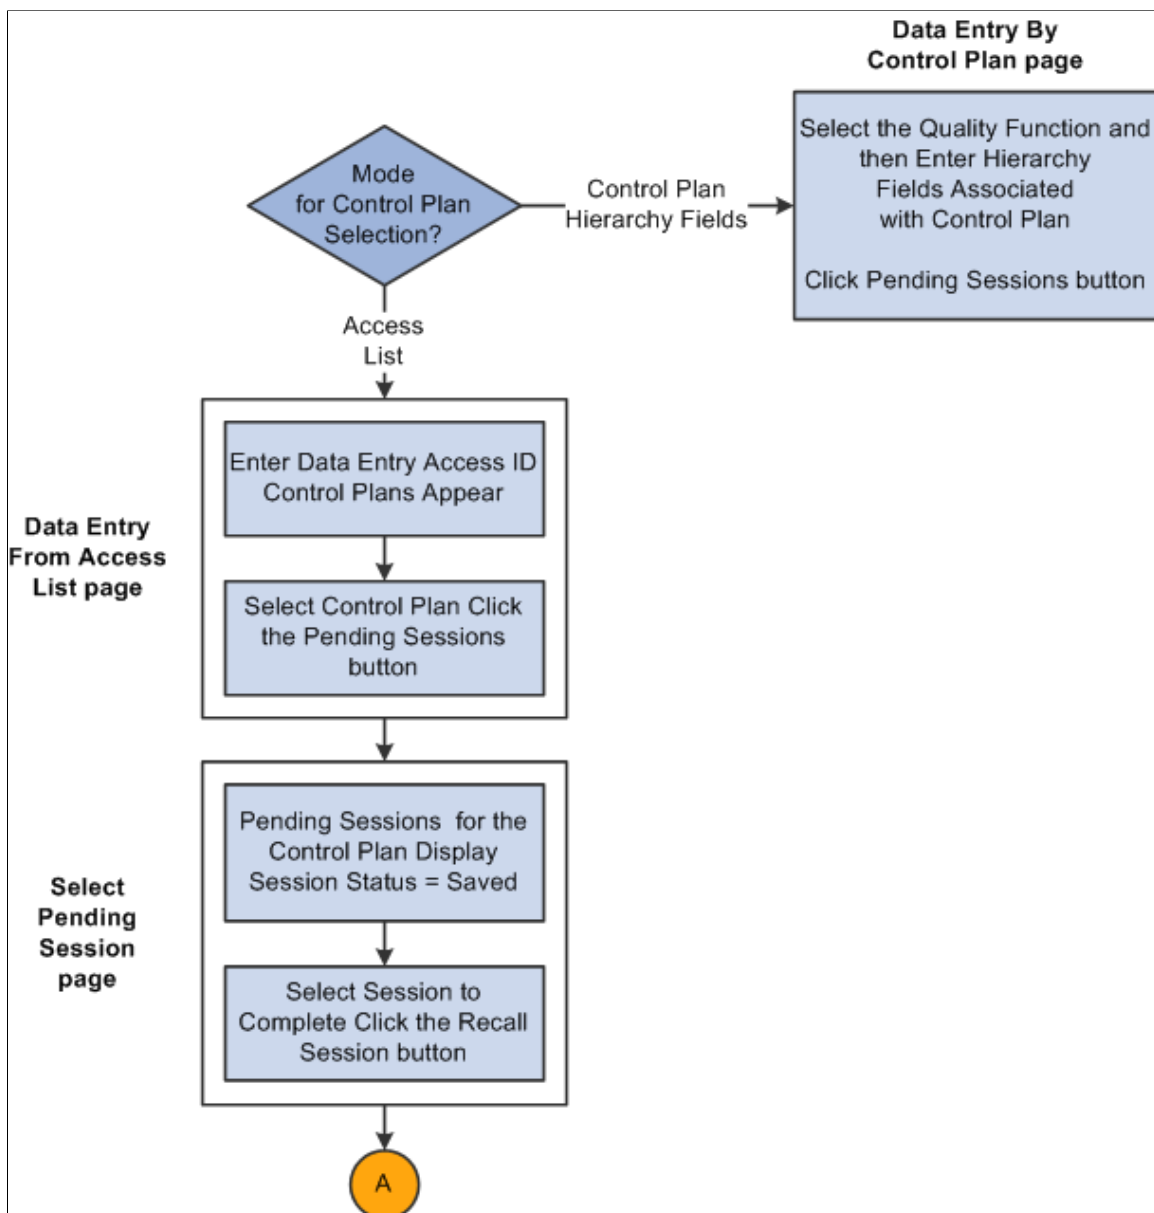 Data Entry By
Control Plan page
Select the Quality Function and
then Enter Hierarchy
Fields Associated
with Control Plan
Click Pending Sessions button
Mode
for Control Plan
Selection?
Control Plan
Hierarchy Fields
Access
List
Data Entry
From Access
List page
Enter Data Entry Access ID
Control Plans Appear
Select Control Plan Click
the Pending Sessions
button
Select
Pending
Session
page
Pending Sessions for the
Control Plan Display
Session Status = Saved
Select Session to
Complete Click the Recall
Session button
A